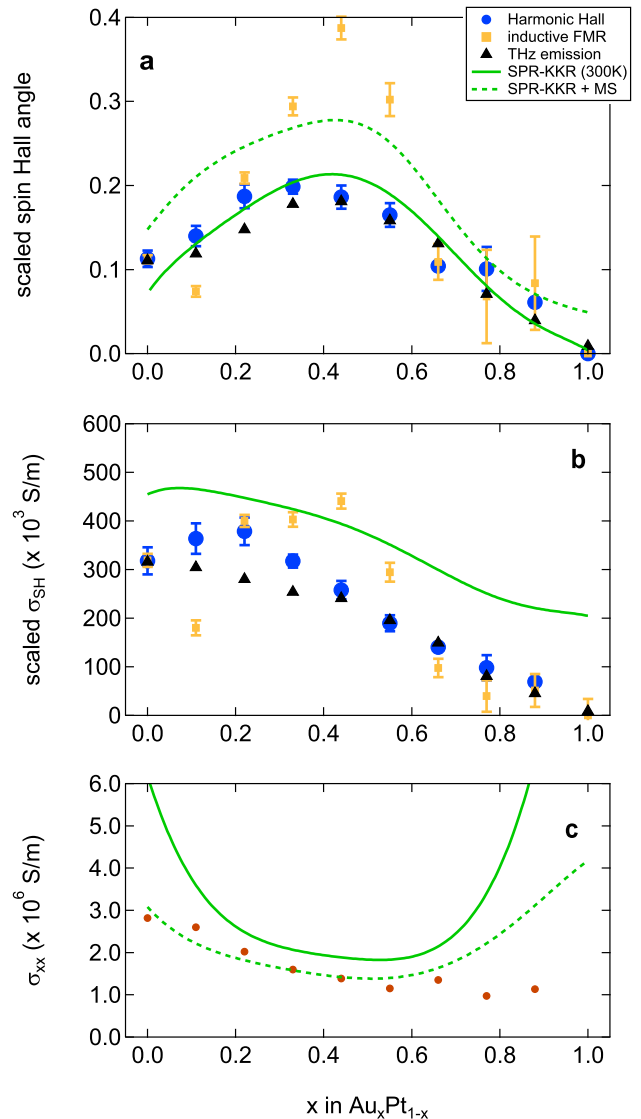 a
Harmonic Hall
inductive FMR
THz emission
SPR-KKR (300K)
SPR-KKR + MS
scaled spin Hall angle
0.4
0.3
0.2
0.1
0.0
0.0 0.2 0.4 0.6 0.8 1.0
b
scaled σSH (x 10³ S/m)
600
500
400
300
200
100
0
0.0 0.2 0.4 0.6 0.8 1.0
c
σxx (x 10⁶ S/m)
6.0
5.0
4.0
3.0
2.0
1.0
0.0
0.0 0.2 0.4 0.6 0.8 1.0
x in AuxPt1-x